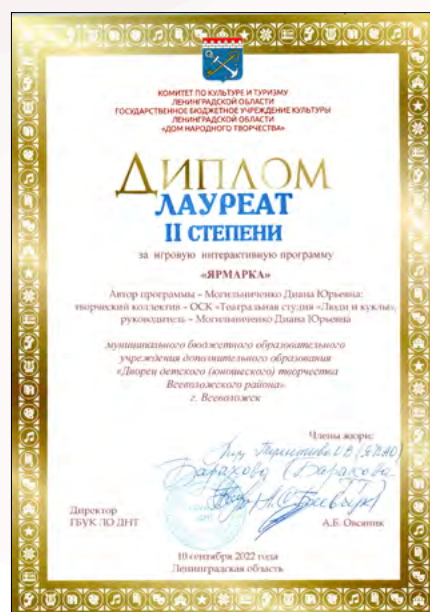 КОМИТЕТ ПО КУЛЬТУРЕ И ТУРИЗМУ
ЛЕНИНГРАДСКОЙ ОБЛАСТИ
ГОСУДАРСТВЕННОЕ БЮДЖЕТНОЕ УЧРЕЖДЕНИЕ КУЛЬТУРЫ
ЛЕНИНГРАДСКОЙ ОБЛАСТИ
«ДОМ НАРОДНОГО ТВОРЧЕСТВА»
ДИПЛОМ
ЛАУРЕАТ
II СТЕПЕНИ
за игровую интерактивную программу
«ЯРМАРКА»
Автор программы – Могильниченко Диана Юрьевна;
творческий коллектив – ОСК «Театральная студия «Люди и куклы»,
руководитель – Могильниченко Диана Юрьевна
муниципального бюджетного образовательного
учреждения дополнительного образования
«Дворец детского (юношеского) творчества
Всеволожского района»
г. Всеволожск
Члены жюри:
Директор
ГБУК ЛО ДНТ
А.Б. Овсяник
10 сентября 2022 года
Ленинградская область